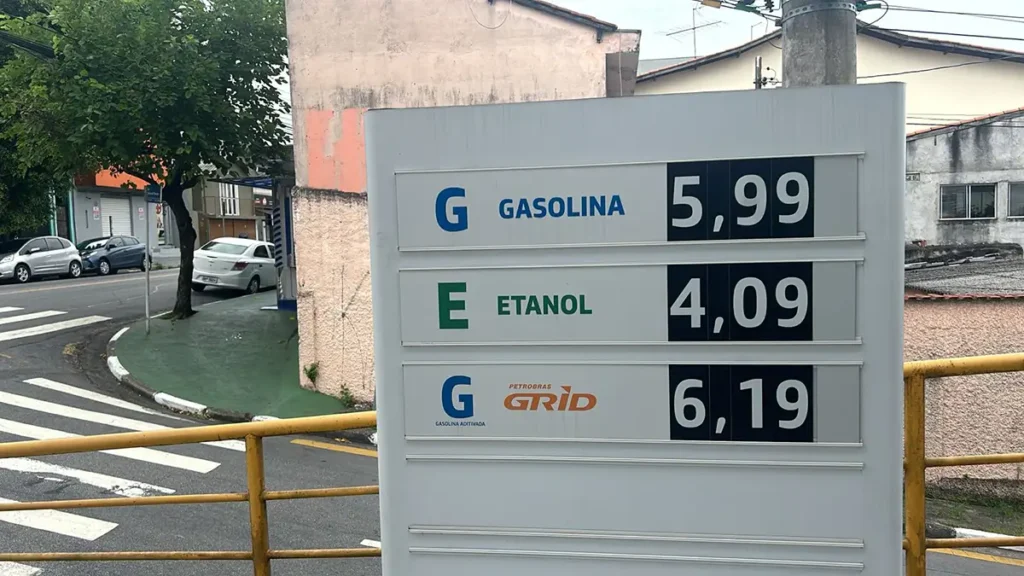 G GASOLINA 5,99
E ETANOL 4,09
G PETROBRAS GRID 6,19
GASOLINA ADITIVADA